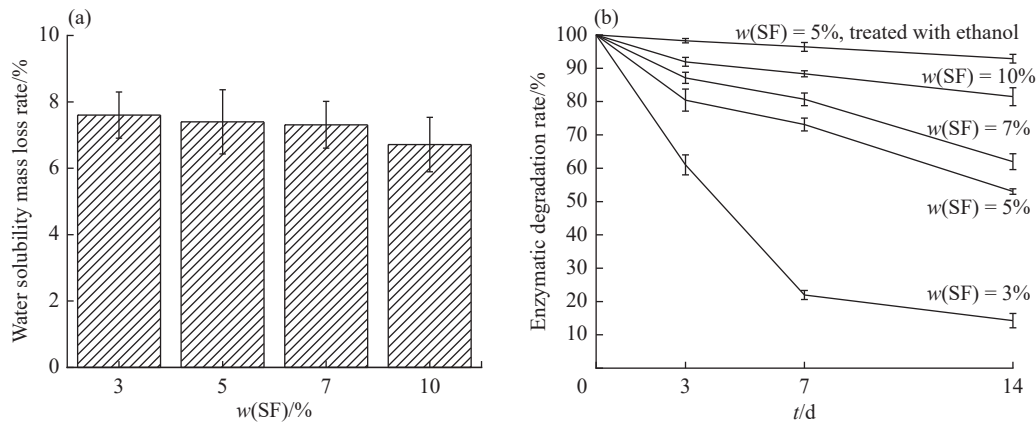 (a)
10
8
6
4
2
0
Water solubility mass loss rate/%
3 5 7 10
w(SF)/%
(b)
100
90
80
70
60
50
40
30
20
10
0
Enzymatic degradation rate/%
w(SF) = 5%, treated with ethanol
w(SF) = 10%
w(SF) = 7%
w(SF) = 5%
w(SF) = 3%
3 7 14
t/d